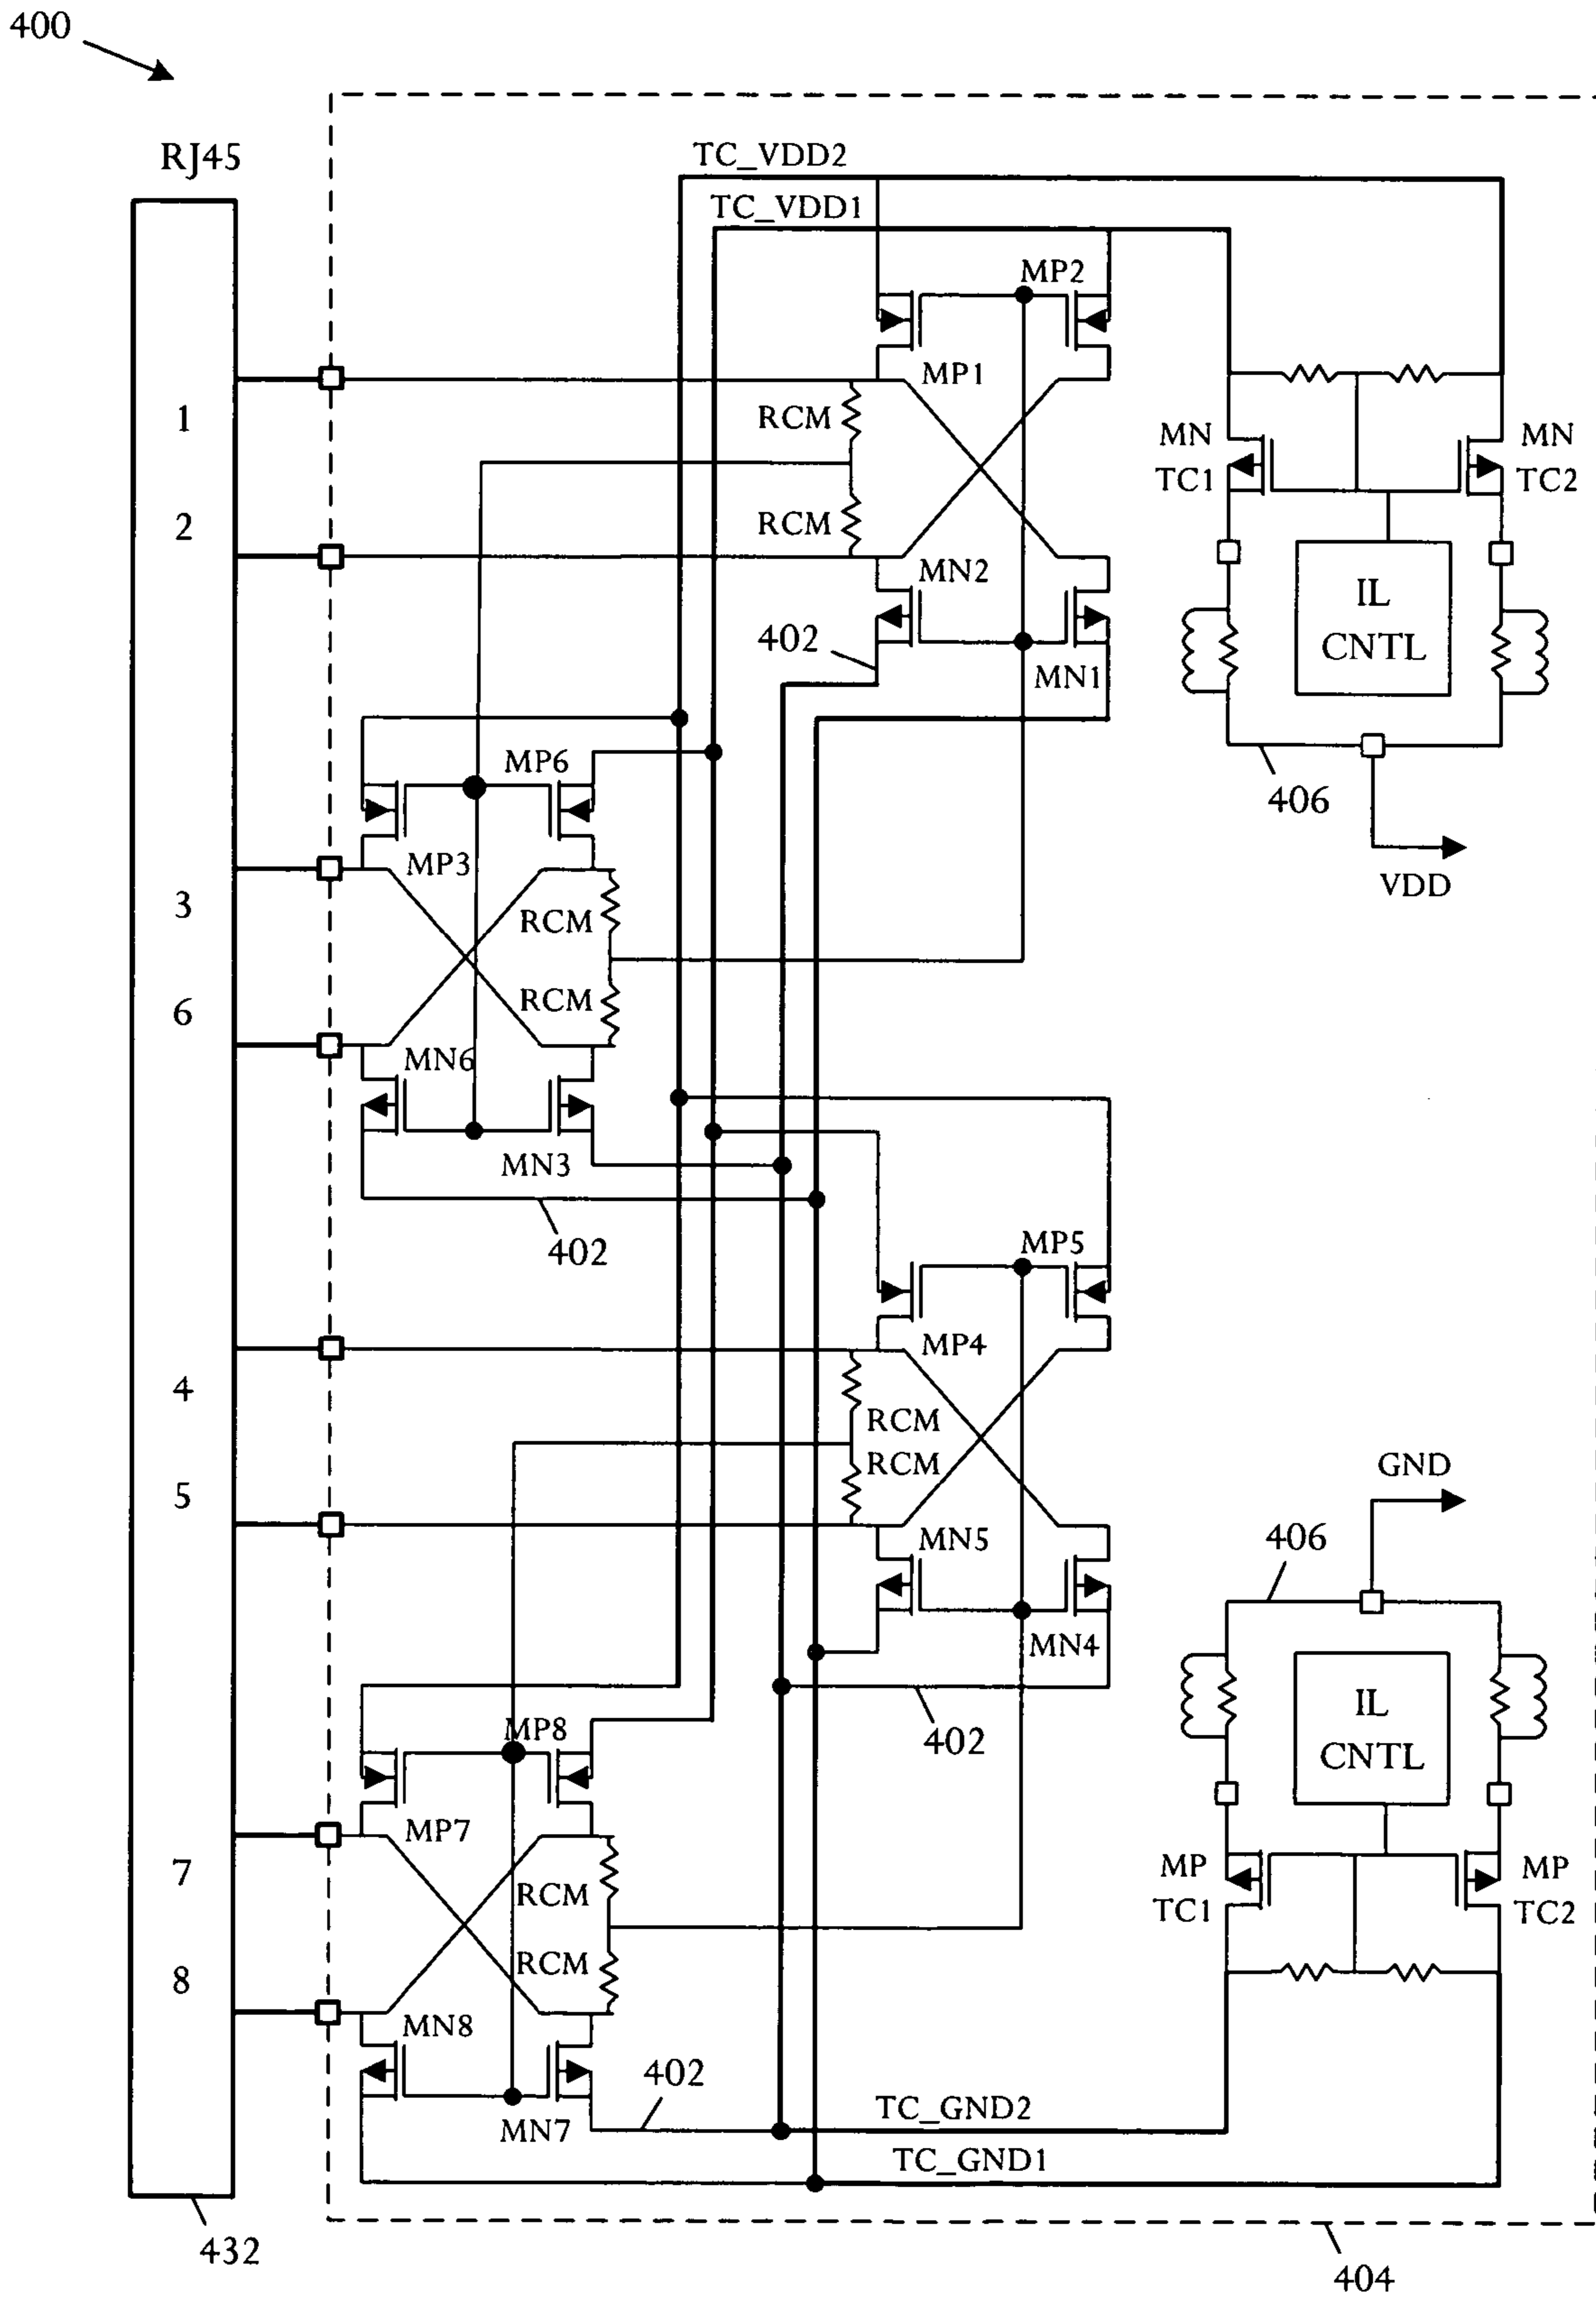 400
RJ45
TC_VDD2
TC_VDD1
MP2
MP1
1
RCM
MN
TC1
MN
TC2
2
RCM
MN2
IL
CNTL
402
MN1
MP6
406
VDD
MP3
3
RCM
6
RCM
MN6
MN3
402
MP5
MP4
4
RCM
RCM
GND
5
MN5
406
MN4
IL
CNTL
402
MP8
MP7
7
RCM
MP
TC1
MP
TC2
8
RCM
MN8
402
MN7
TC_GND2
TC_GND1
432
404